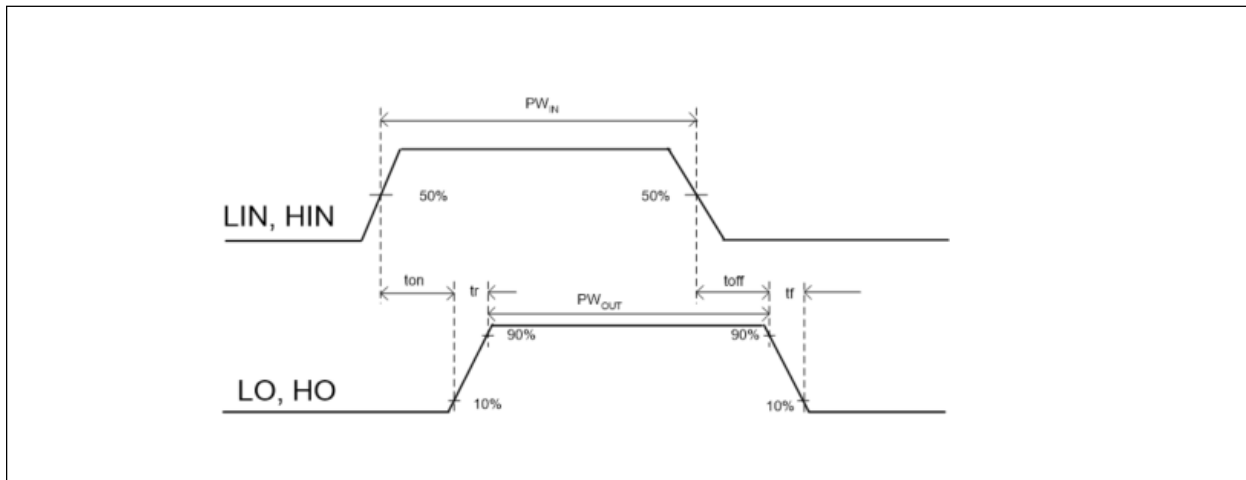 PW_IN
50%
50%
LIN, HIN
ton
tr
toff
tf
PW_OUT
90%
90%
LO, HO
10%
10%